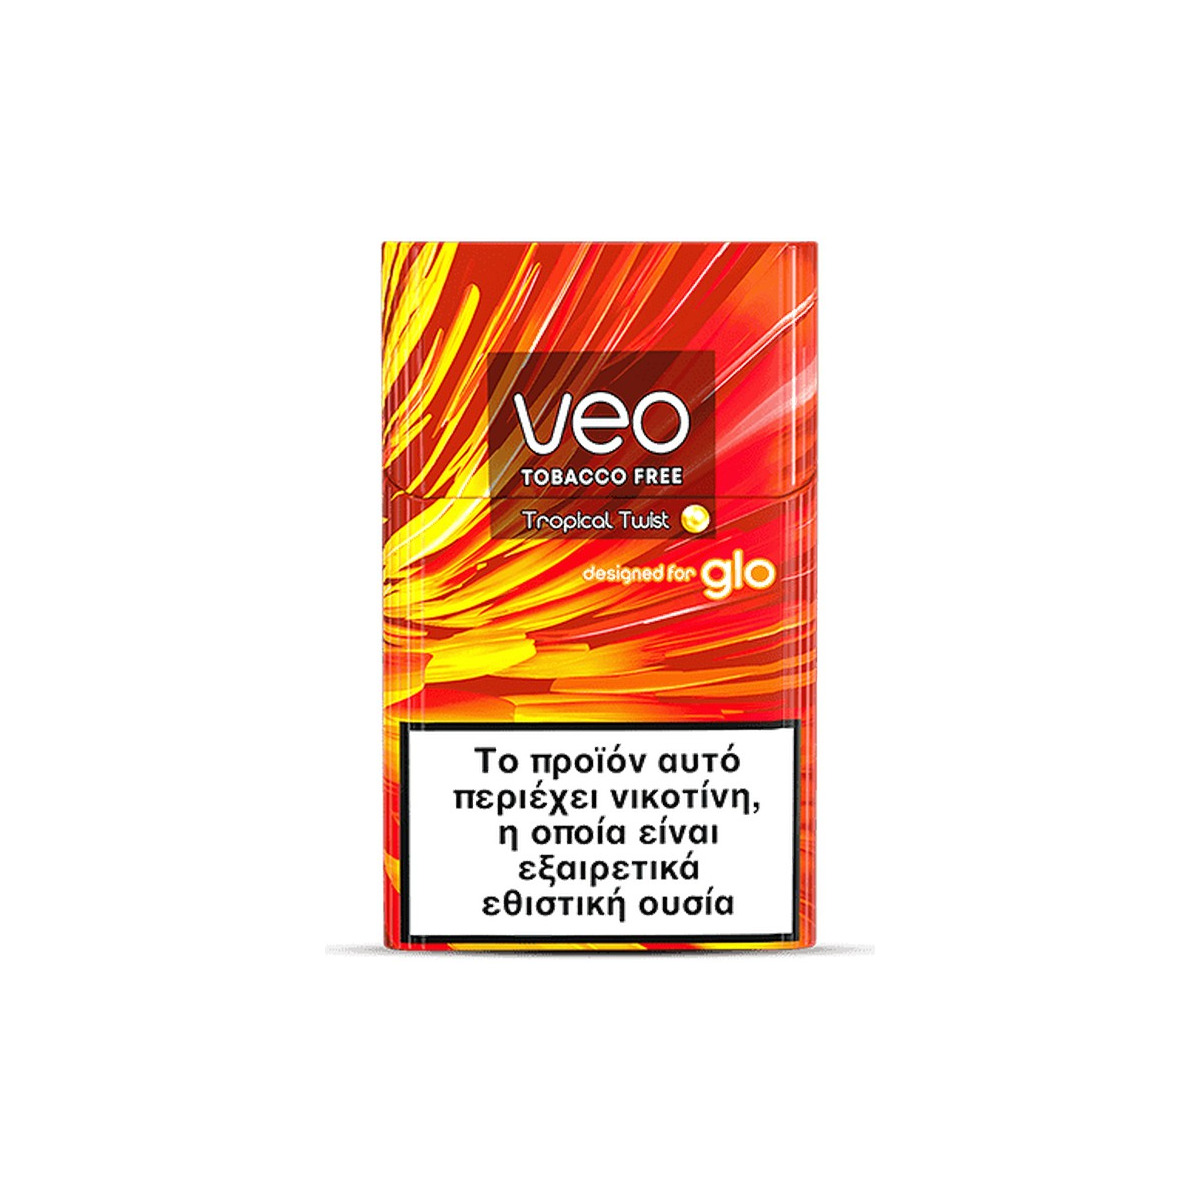 veo
TOBACCO FREE
Tropical Twist
designed for glo
Το προϊόν αυτό
περιέχει νικοτίνη,
η οποία είναι
εξαιρετικά
εθιστική ουσία